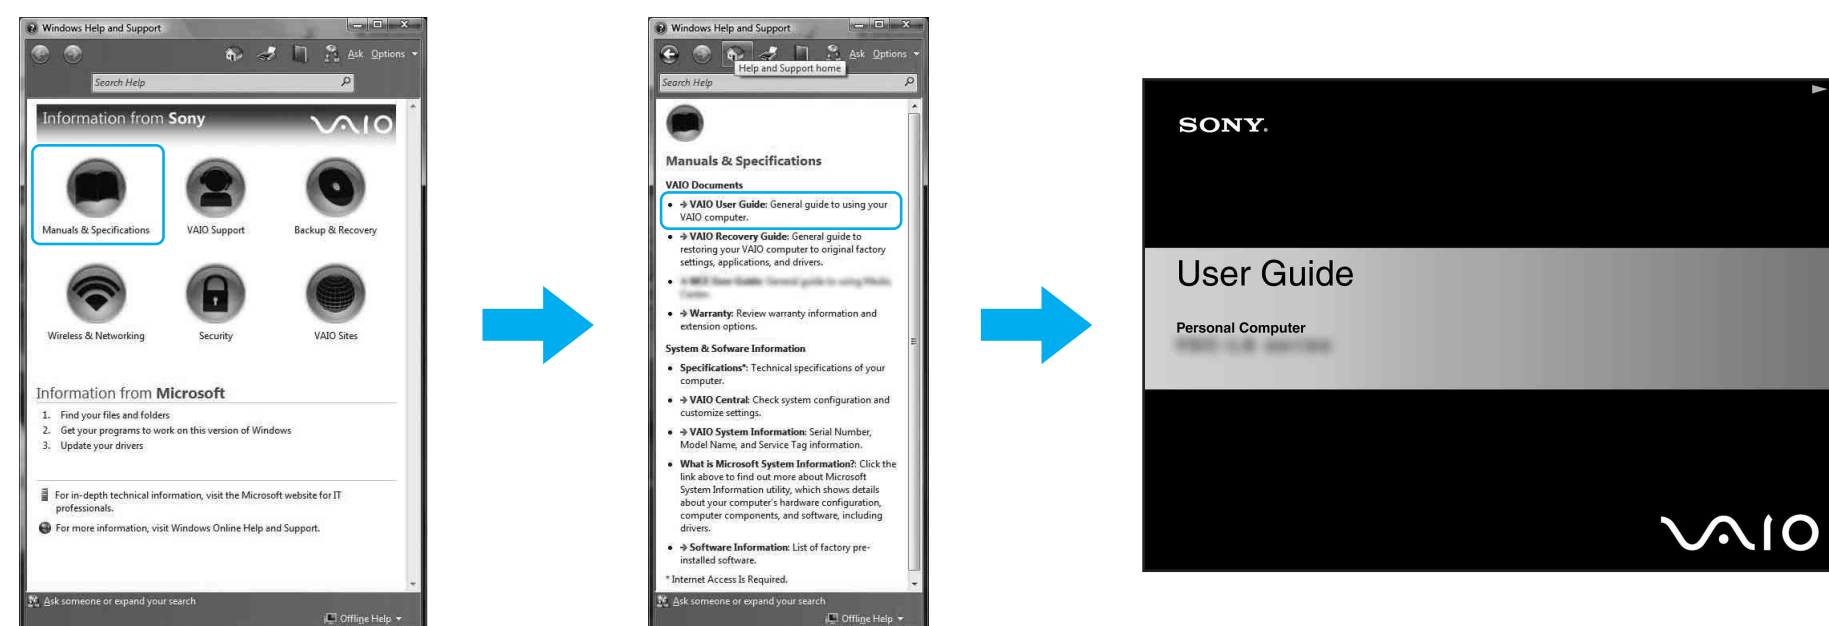 Windows Help and Support
Ask Options
Search Help
Information from Sony
VAIO
Manuals & Specifications
VAIO Support
Backup & Recovery
Wireless & Networking
Security
VAIO Sites
Information from Microsoft
1. Find your files and folders
2. Get your programs to work on this version of Windows
3. Update your drivers
For in-depth technical information, visit the Microsoft website for IT
professionals.
For more information, visit Windows Online Help and Support.
Ask someone or expand your search
Offline Help
Windows Help and Support
Ask Options
Help and Support home
Search Help
Manuals & Specifications
VAIO Documents
• → VAIO User Guide: General guide to using your
VAIO computer.
• → VAIO Recovery Guide: General guide to
restoring your VAIO computer to original factory
settings, applications, and drivers.
• → Warranty: Review warranty information and
extension options.
System & Sofware Information
• Specifications*: Technical specifications of your
computer.
• → VAIO Central: Check system configuration and
customize settings.
• → VAIO System Information: Serial Number,
Model Name, and Service Tag information.
• What is Microsoft System Information?: Click the
link above to find out more about Microsoft
System Information utility, which shows details
about your computer's hardware configuration,
computer components, and software, including
drivers.
• → Software Information: List of factory pre-
installed software.
* Internet Access Is Required.
Ask someone or expand your search
Offline Help
SONY.
User Guide
Personal Computer
VAIO